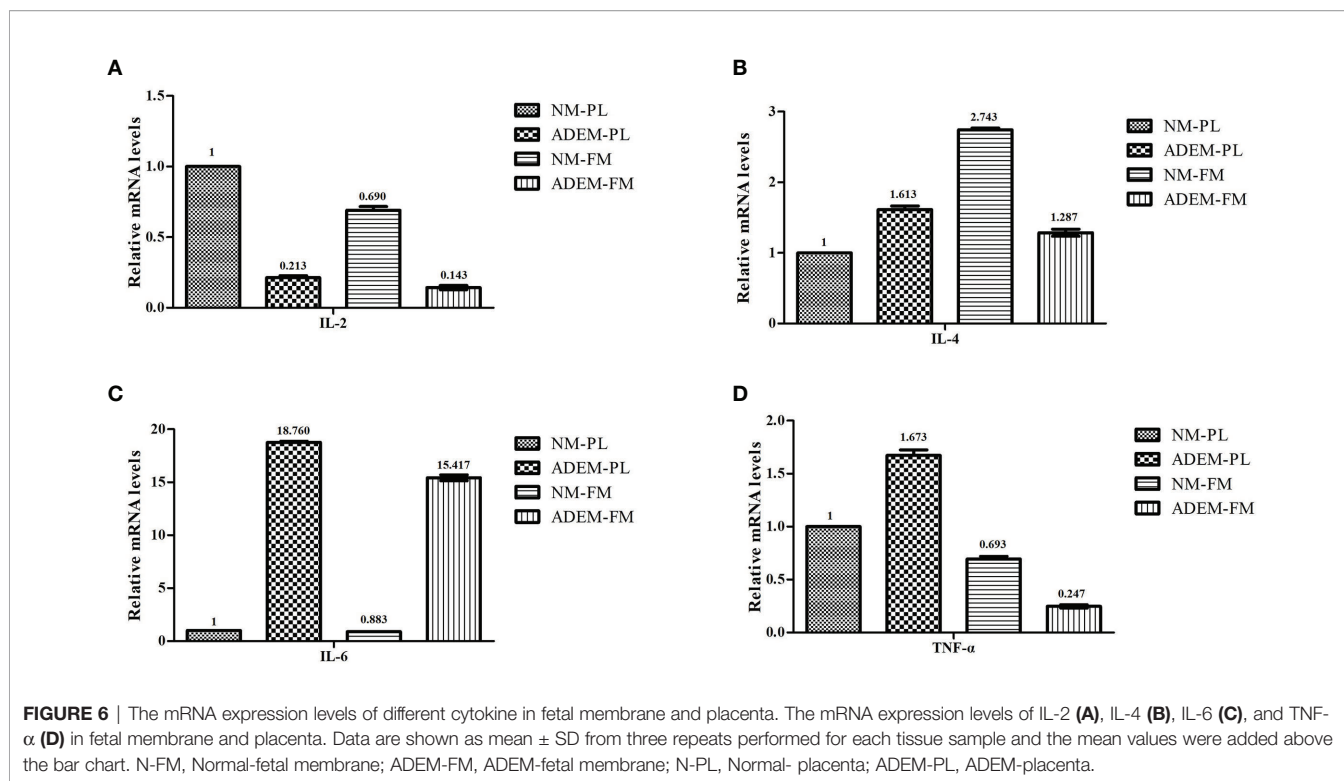 A
Relative mRNA levels
1.5
1.0
0.5
0.0
1
0.213
0.690
0.143
IL-2
NM-PL
ADEM-PL
NM-FM
ADEM-FM
B
Relative mRNA levels
3
2
1
0
1
1.613
2.743
1.287
IL-4
NM-PL
ADEM-PL
NM-FM
ADEM-FM
C
Relative mRNA levels
20
15
10
5
0
1
18.760
0.883
15.417
IL-6
NM-PL
ADEM-PL
NM-FM
ADEM-FM
D
Relative mRNA levels
2.0
1.5
1.0
0.5
0.0
1
1.673
0.693
0.247
TNF-α
NM-PL
ADEM-PL
NM-FM
ADEM-FM
FIGURE 6 | The mRNA expression levels of different cytokine in fetal membrane and placenta. The mRNA expression levels of IL-2 (A), IL-4 (B), IL-6 (C), and TNF-
α (D) in fetal membrane and placenta. Data are shown as mean ± SD from three repeats performed for each tissue sample and the mean values were added above
the bar chart. N-FM, Normal-fetal membrane; ADEM-FM, ADEM-fetal membrane; N-PL, Normal- placenta; ADEM-PL, ADEM-placenta.